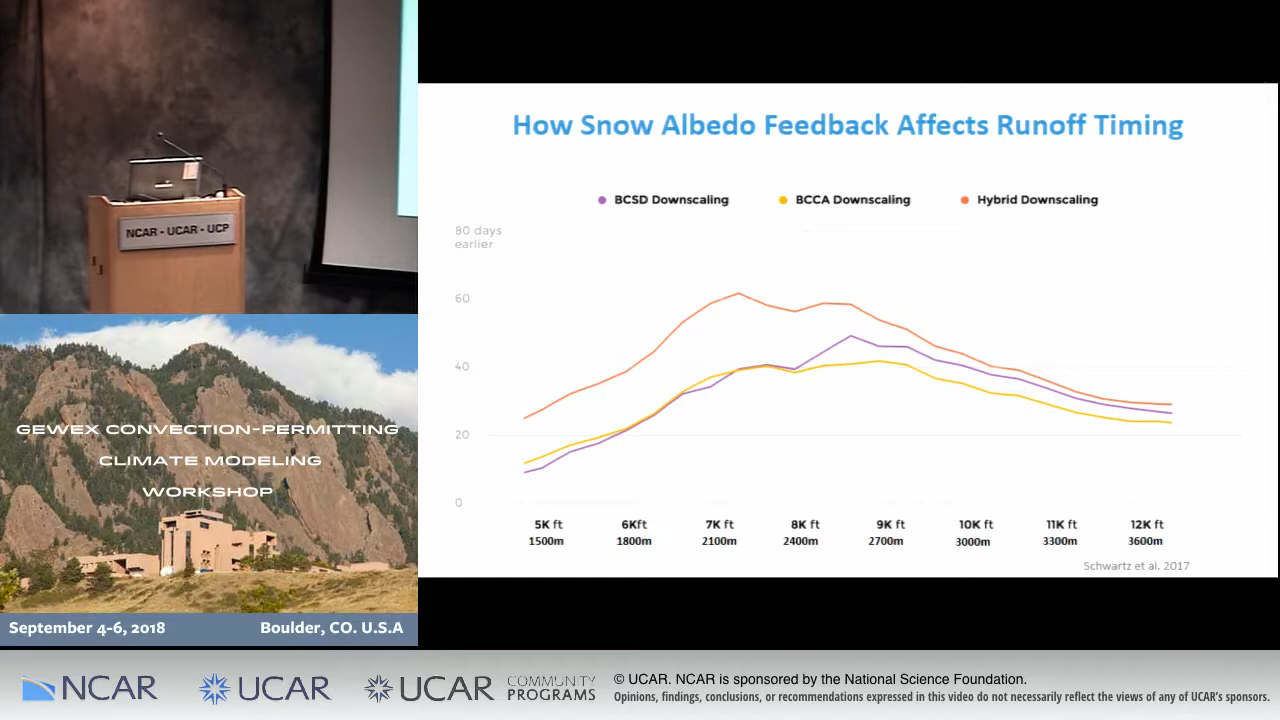 NCAR - UCAR - UCP
GEWEX CONVECTION-PERMITTING
CLIMATE MODELING
WORKSHOP
September 4-6, 2018
Boulder, CO. U.S.A
How Snow Albedo Feedback Affects Runoff Timing
BCSD Downscaling
BCCA Downscaling
Hybrid Downscaling
80 days
earlier
60
40
20
0
5K ft
1500m
6Kft
1800m
7K ft
2100m
8K ft
2400m
9K ft
2700m
10K ft
3000m
11K ft
3300m
12K ft
3600m
Schwartz et al. 2017
NCAR
UCAR
UCAR
COMMUNITY
PROGRAMS
© UCAR. NCAR is sponsored by the National Science Foundation.
Opinions, findings, conclusions, or recommendations expressed in this video do not necessarily reflect the views of any of UCAR's sponsors.